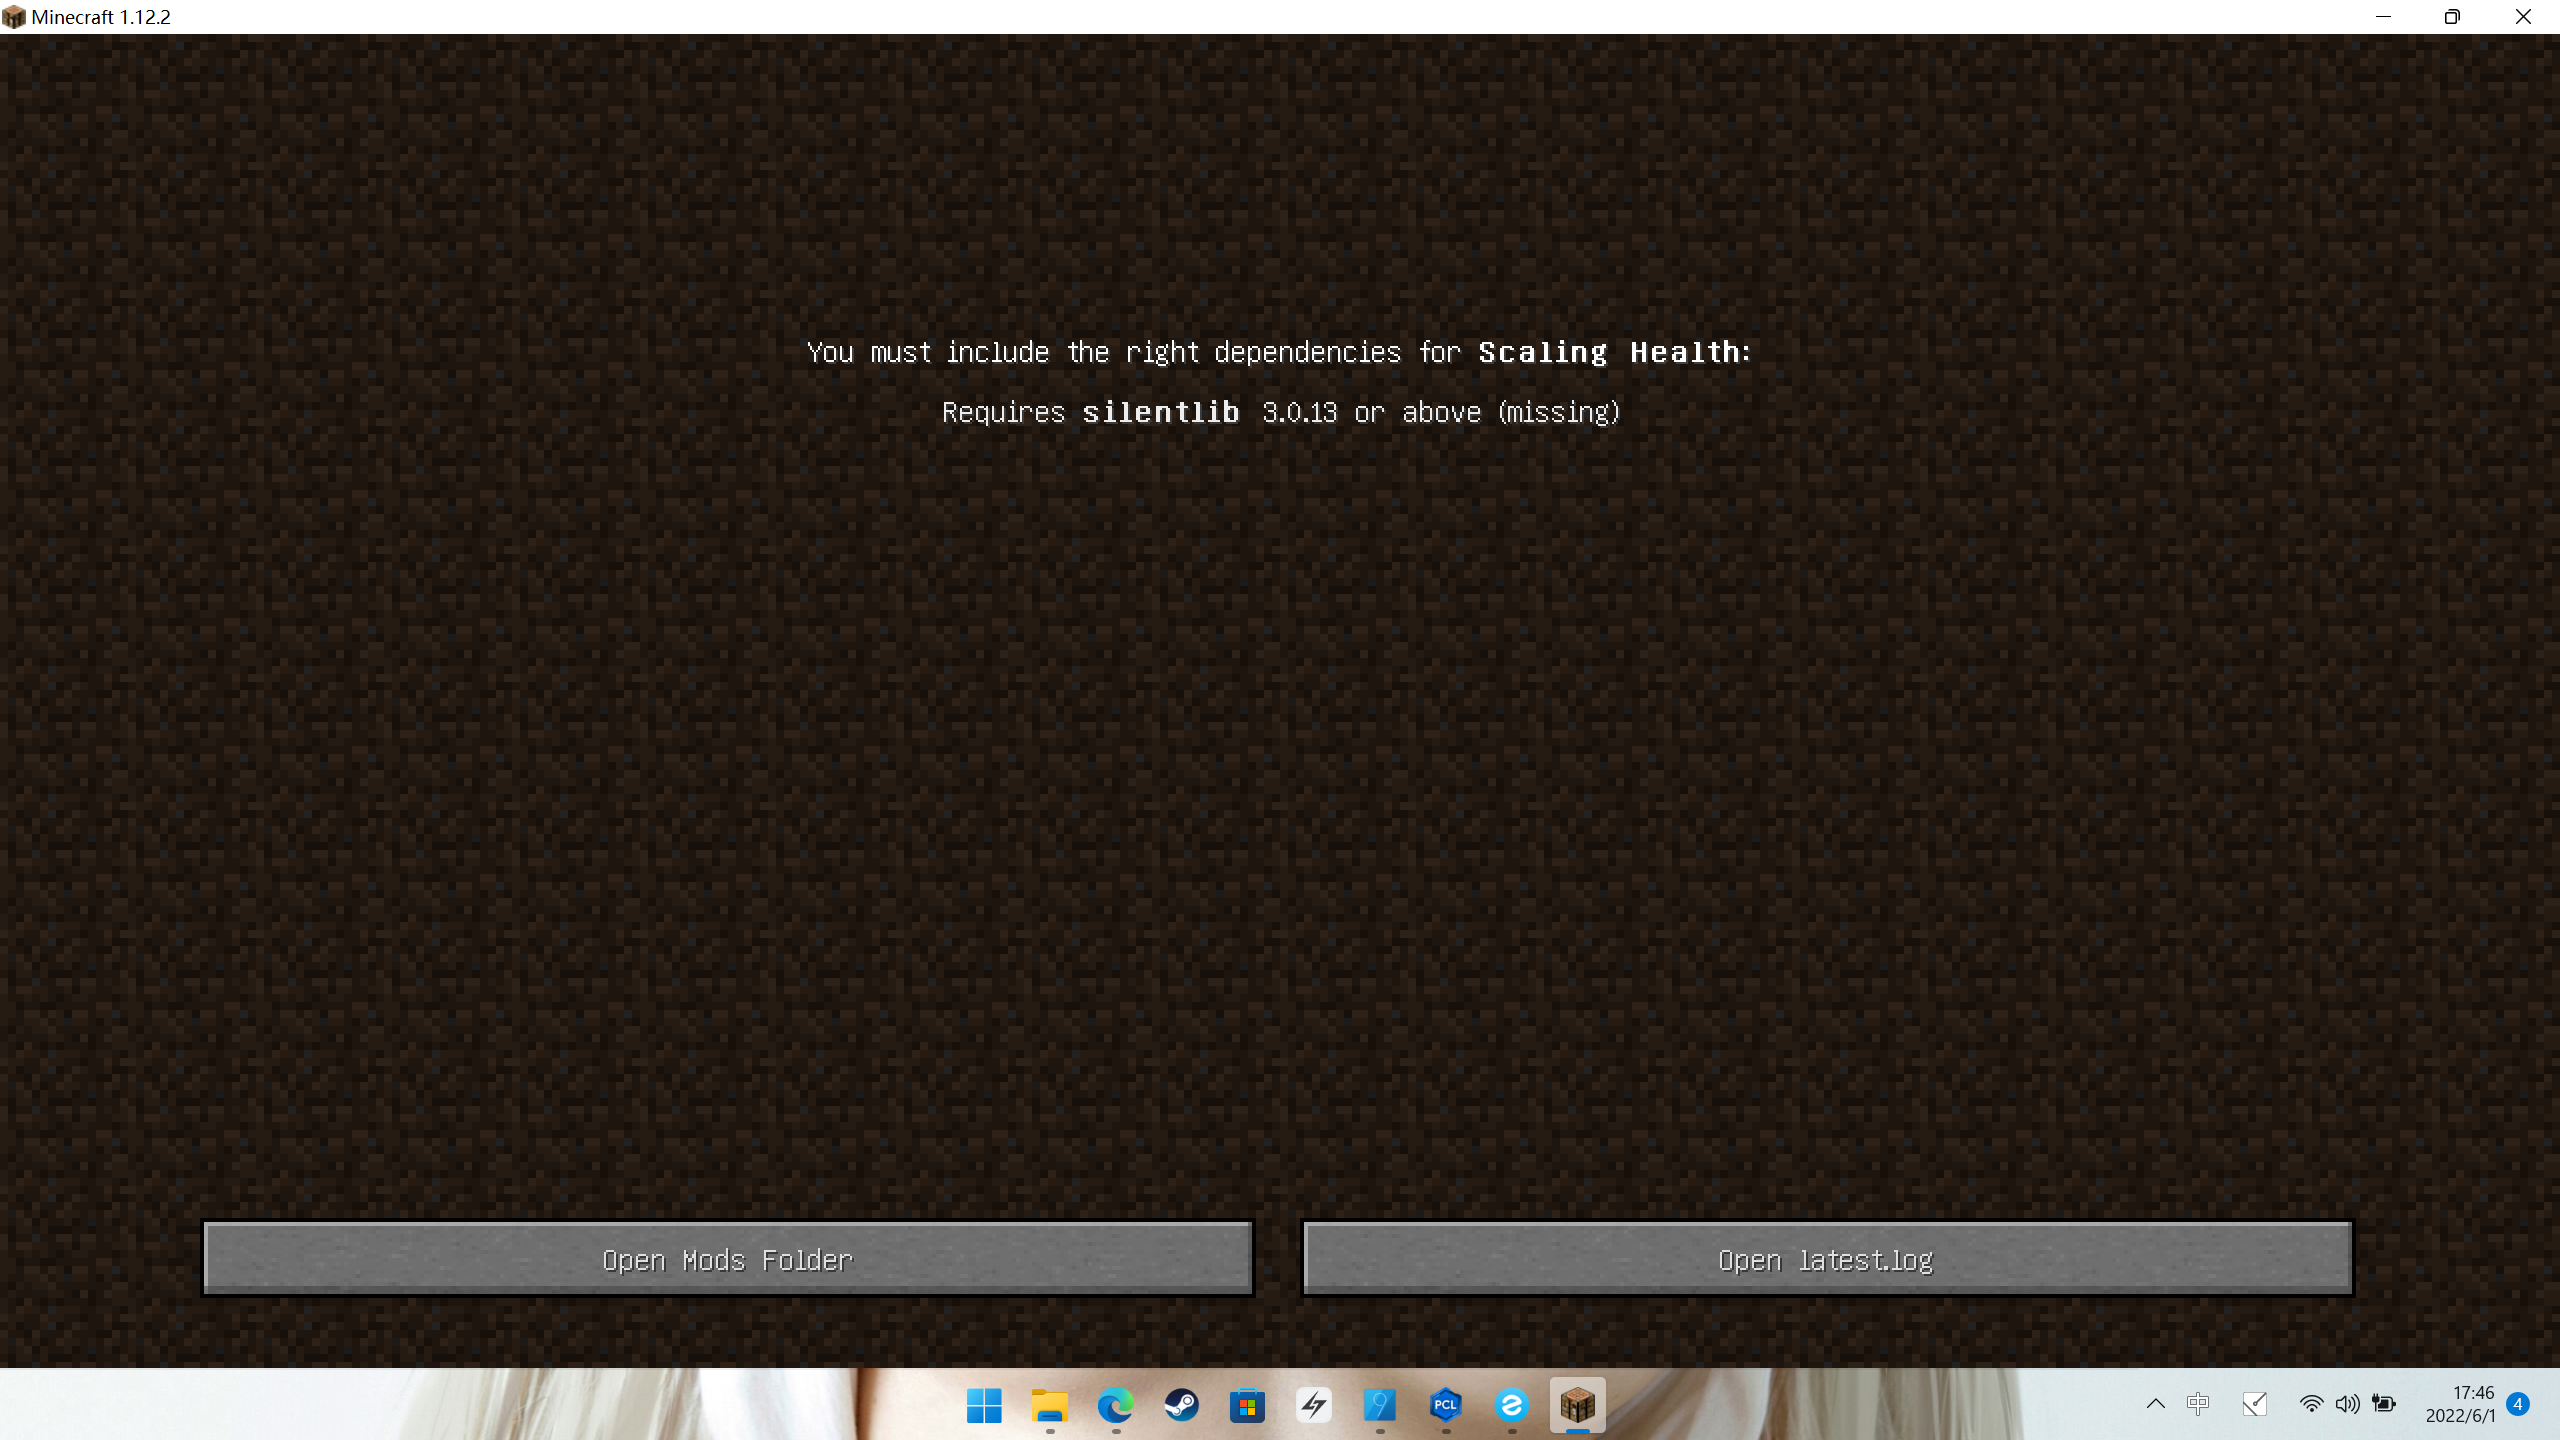 Minecraft 1.12.2
You must include the right dependencies for Scaling Health:
Requires silentlib 3.0.13 or above (missing)
Open Mods Folder
Open latest.log
9
PCL
中
17:46
2022/6/1
4